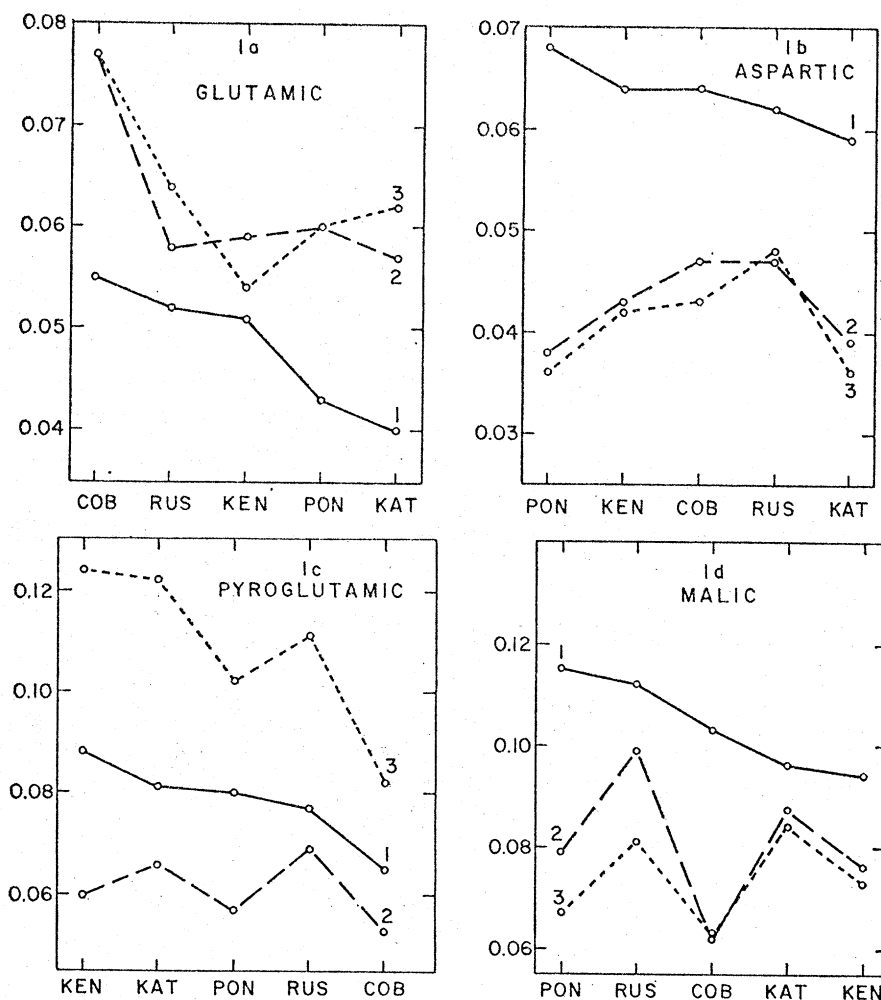 1a
GLUTAMIC
0.08
0.07
0.06
0.05
0.04
3
2
1
COB RUS KEN PON KAT
1b
ASPARTIC
0.07
0.06
0.05
0.04
0.03
1
2
3
PON KEN COB RUS KAT
1c
PYROGLUTAMIC
0.12
0.10
0.08
0.06
3
1
2
KEN KAT PON RUS COB
1d
MALIC
0.12
0.10
0.08
0.06
1
2
3
PON RUS COB KAT KEN